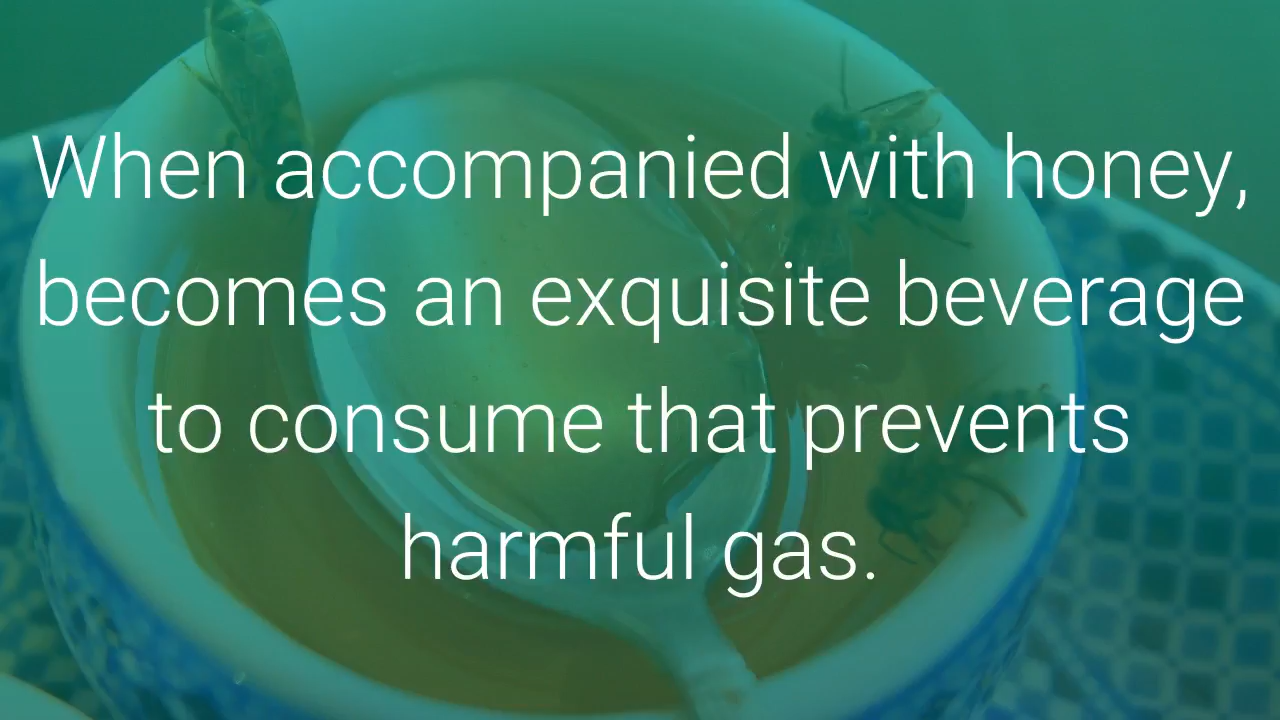 When accompanied with honey,
becomes an exquisite beverage
to consume that prevents
harmful gas.